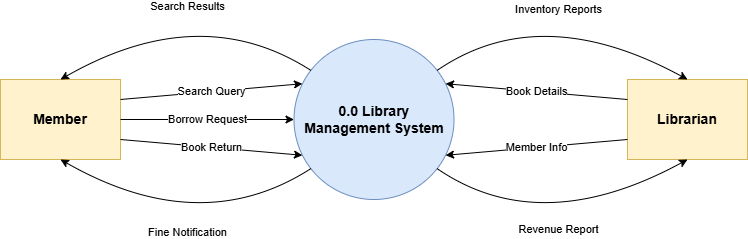 Search Results
Inventory Reports
Search Query
Book Details
Member
Borrow Request
0.0 Library
Management System
Librarian
Book Return
Member Info
Fine Notification
Revenue Report